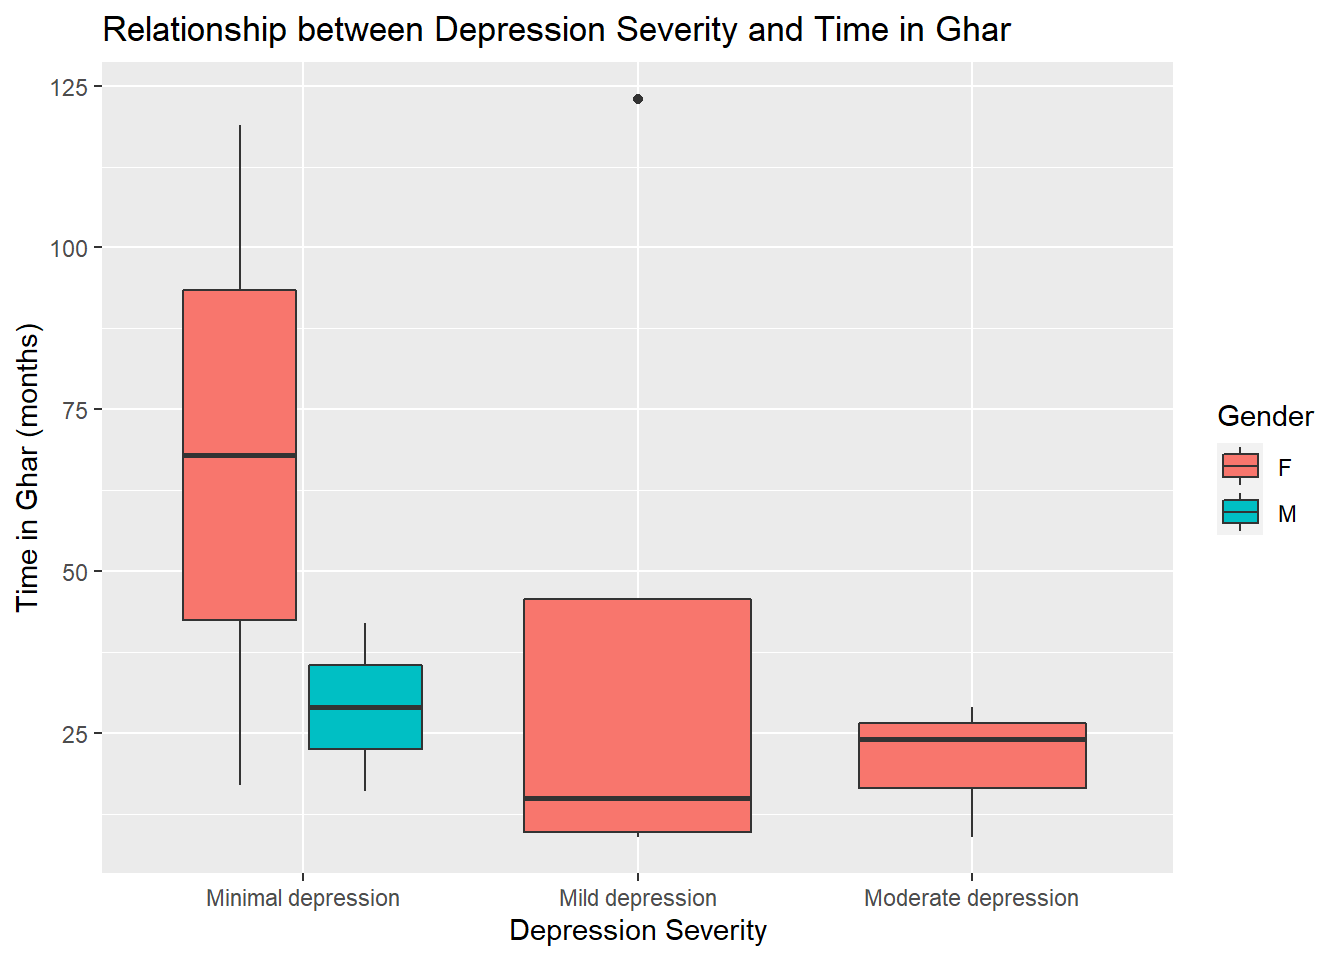 Relationship between Depression Severity and Time in Ghar
125
100
75
50
25
Time in Ghar (months)
Minimal depression
Mild depression
Moderate depression
Depression Severity
Gender
F
M